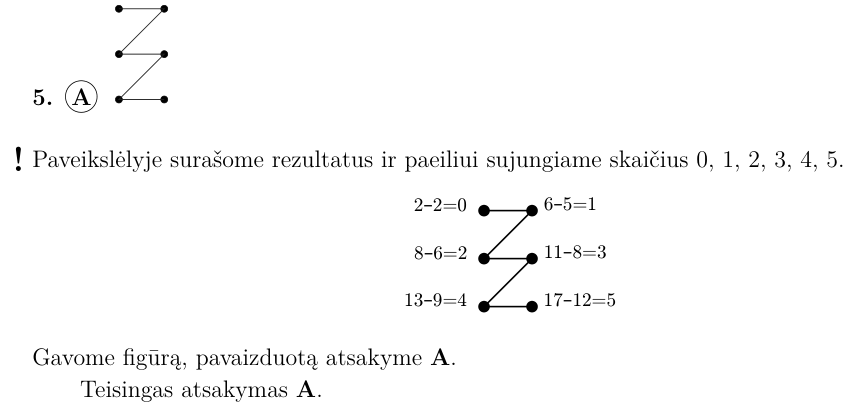 5. A
! Paveikslėlyje surašome rezultatus ir paeiliui sujungiame skaičius 0, 1, 2, 3, 4, 5.
2-2=0 6-5=1
8-6=2 11-8=3
13-9=4 17-12=5
Gavome figūrą, pavaizduotą atsakyme A.
Teisingas atsakymas A.